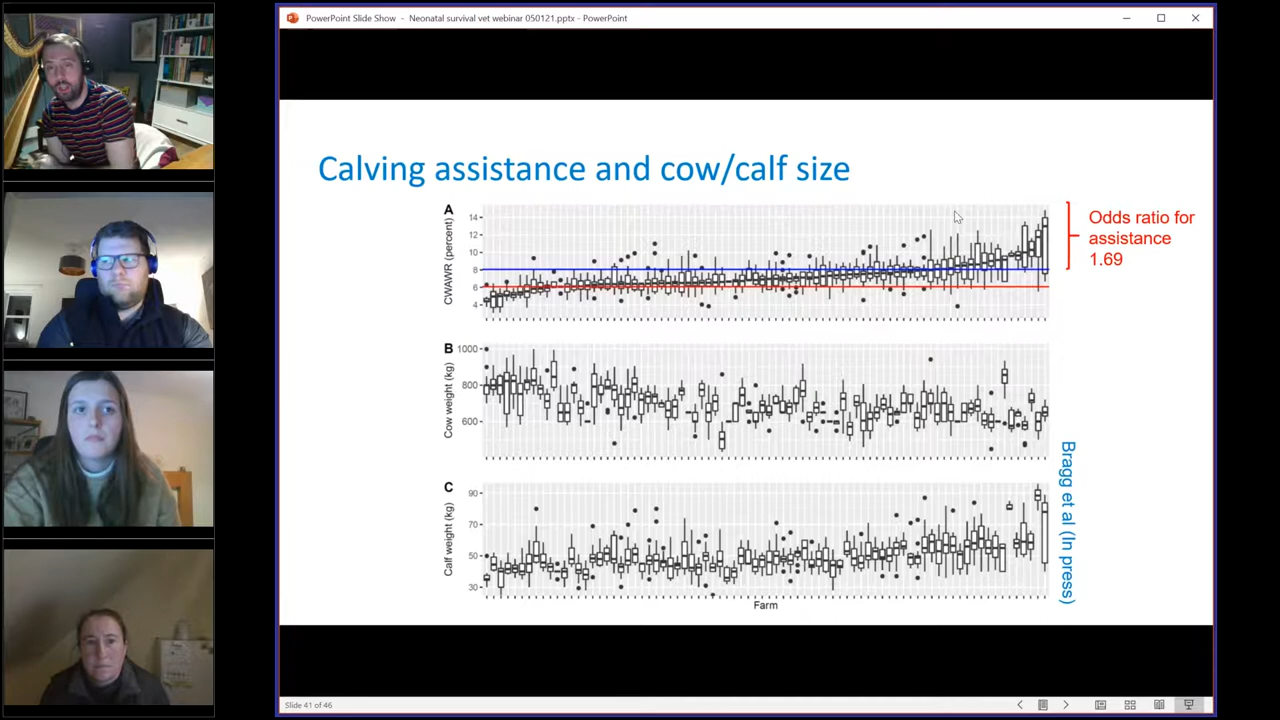 PowerPoint Slide Show - Neonatal survival vet webinar 050121.pptx - PowerPoint
Calving assistance and cow/calf size
A
CWAWR (percent)
14
12
10
8
6
4
Odds ratio for
assistance
1.69
B
Cow weight (kg)
1000
800
600
C
Calf weight (kg)
90
70
50
30
Farm
Bragg et al (In press)
Slide 41 of 46